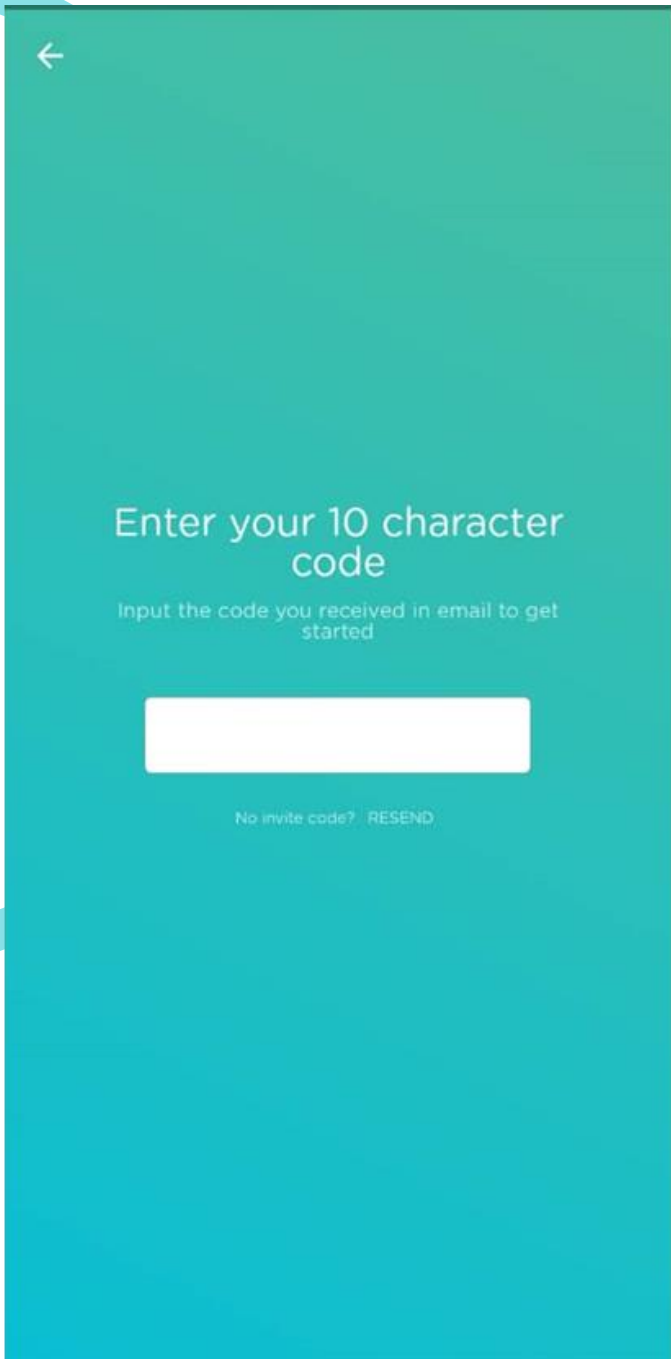 Enter your 10 character
code
Input the code you received in email to get
started
No invite code? RESEND